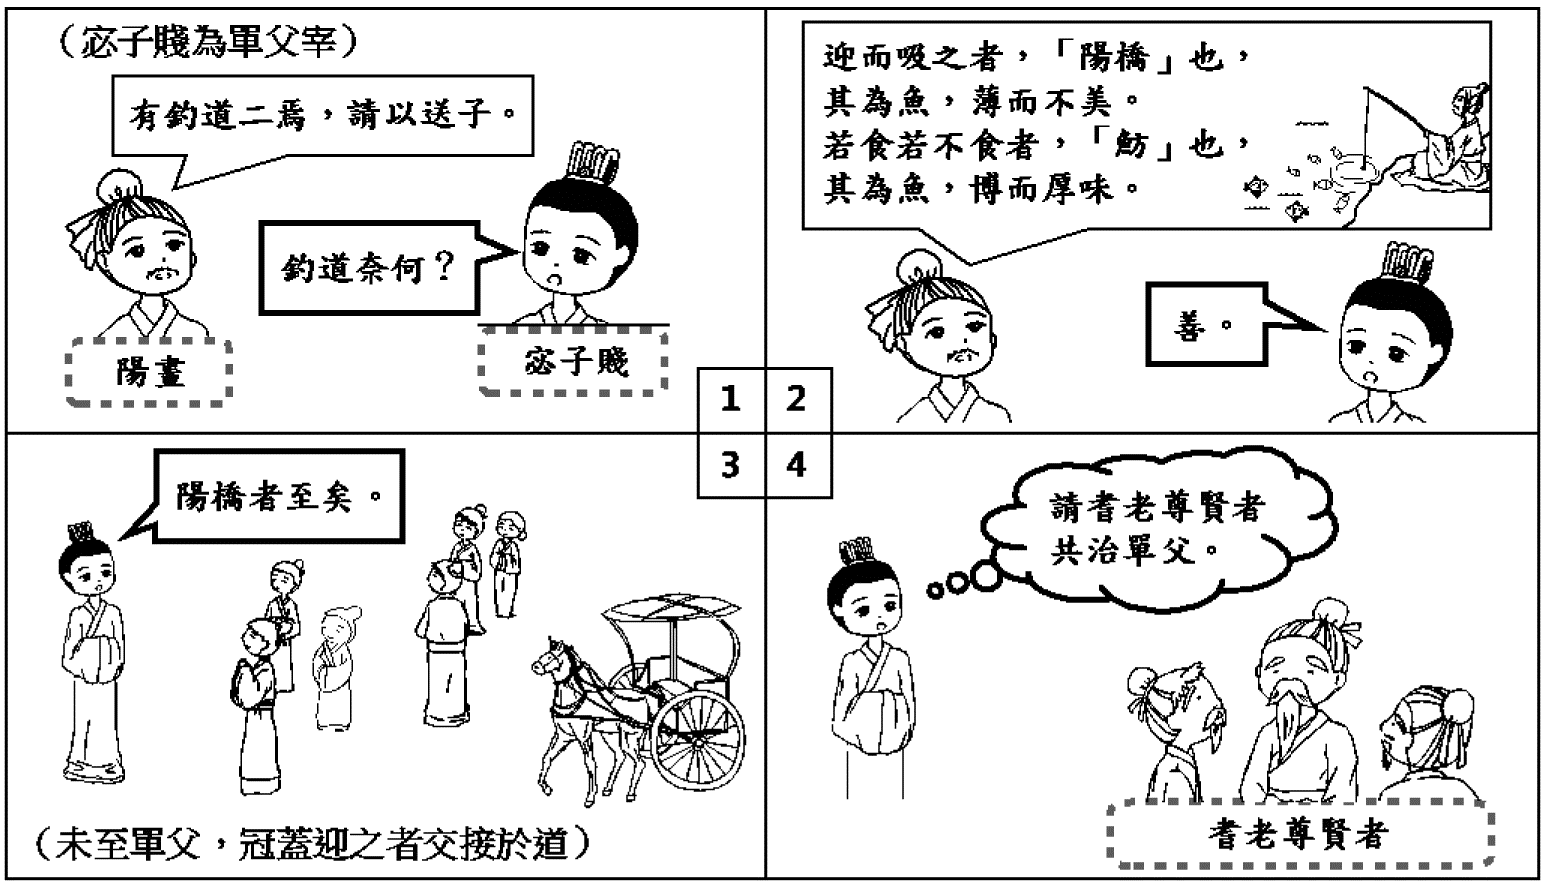 （宓子賤為單父宰）
有釣道二焉，請以送子。
釣道奈何？
陽晝
宓子賤
迎而吸之者，「陽橋」也，
其為魚，薄而不美。
若食若不食者，「魴」也，
其為魚，博而厚味。
善。
1
2
3
4
陽橋者至矣。
（未至單父，冠蓋迎之者交接於道）
請耆老尊賢者
共治單父。
耆老尊賢者